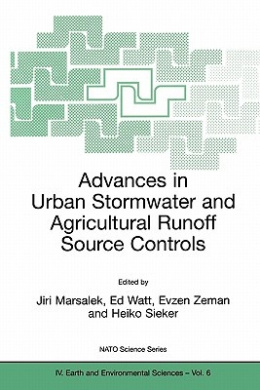 Advances in
Urban Stormwater and
Agricultural Runoff
Source Controls
Edited by
Jiri Marsalek, Ed Watt, Evzen Zeman
and Heiko Sieker
NATO Science Series
IV. Earth and Environmental Sciences – Vol. 6